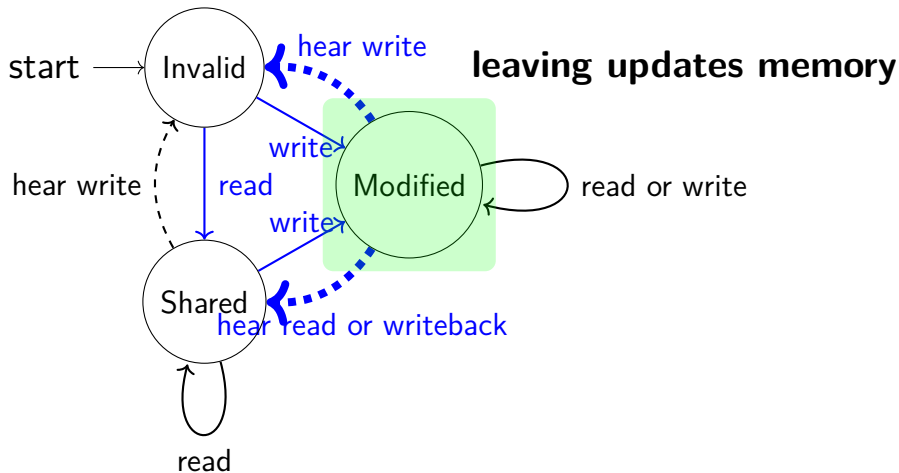 hear write
leaving updates memory
start
Invalid
write
hear write
read
Modified
read or write
write
Shared
hear read or writeback
read